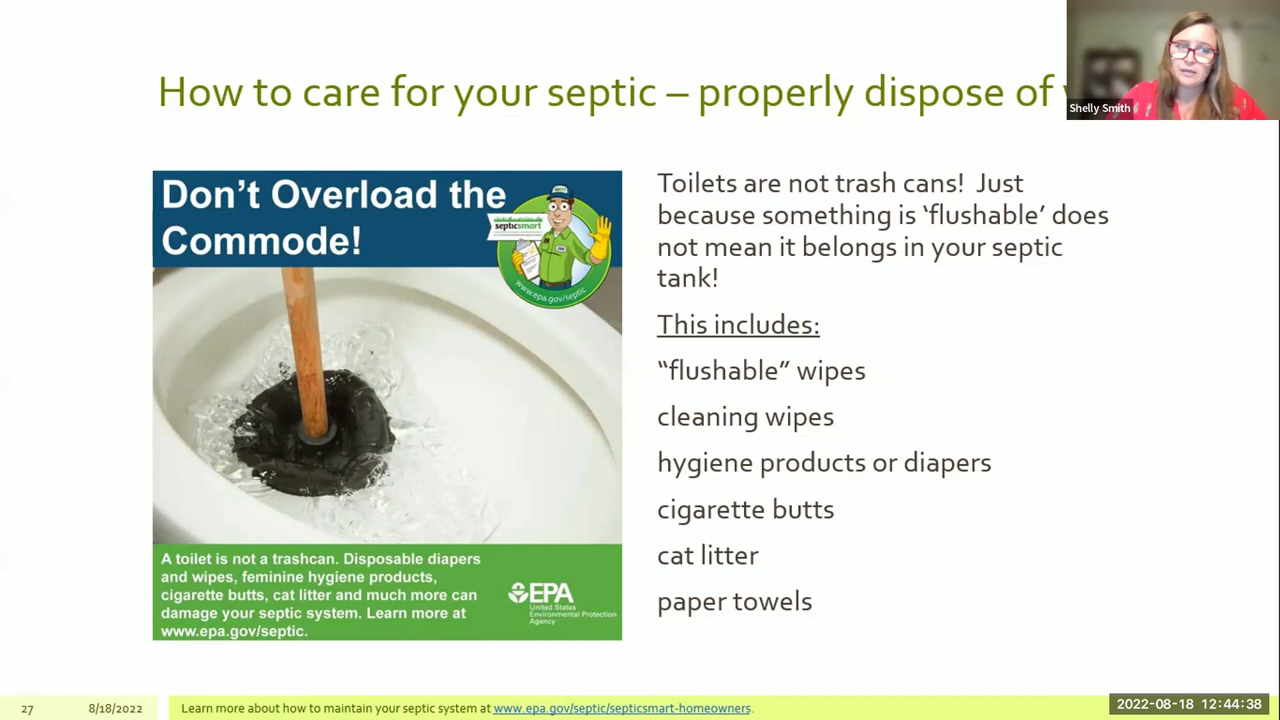 How to care for your septic – properly dispose of
Shelly Smith
Don't Overload the
Commode!
septicsmart
www.epa.gov/septic
A toilet is not a trashcan. Disposable diapers
and wipes, feminine hygiene products,
cigarette butts, cat litter and much more can
damage your septic system. Learn more at
www.epa.gov/septic.
EPA
United States
Environmental Protection
Agency
Toilets are not trash cans!  Just
because something is ‘flushable’ does
not mean it belongs in your septic
tank!
This includes:
“flushable” wipes
cleaning wipes
hygiene products or diapers
cigarette butts
cat litter
paper towels
27
8/18/2022
Learn more about how to maintain your septic system at www.epa.gov/septic/septicsmart-homeowners.
2022-08-18 12:44:38